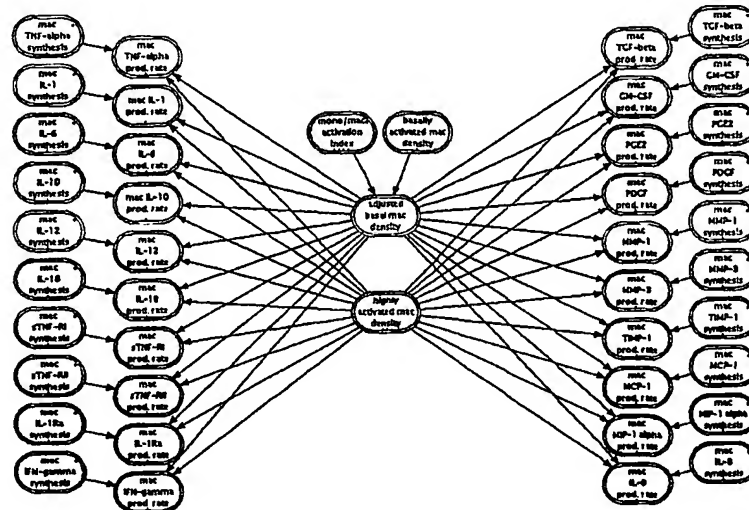 mac
TNF-alpha
synthesis
mac
IL-1
synthesis
mac
IL-6
synthesis
mac
IL-10
synthesis
mac
IL-12
synthesis
mac
IL-18
synthesis
mac
sTNF-RI
synthesis
mac
sTNF-RII
synthesis
mac
IL-1Ra
synthesis
mac
IFN-gamma
synthesis
mac
TNF-alpha
prod. rate
mac IL-1
prod. rate
mac
IL-6
prod. rate
mac IL-10
prod. rate
mac
IL-12
prod. rate
mac
IL-18
prod. rate
mac
sTNF-RI
prod. rate
mac
sTNF-RII
prod. rate
mac
IL-1Ra
prod. rate
mac
IFN-gamma
prod. rate
mono/mac
activation
index
basally
activated mac
density
adjusted
basal mac
density
highly
activated mac
density
mac
TGF-beta
prod. rate
mac
GM-CSF
prod. rate
mac
PGE2
prod. rate
mac
PDGF
prod. rate
mac
MMP-1
prod. rate
mac
MMP-3
prod. rate
mac
TIMP-1
prod. rate
mac
MCP-1
prod. rate
mac
MIP-1 alpha
prod. rate
mac
IL-8
prod. rate
mac
TGF-beta
synthesis
mac
GM-CSF
synthesis
mac
PGE2
synthesis
mac
PDGF
synthesis
mac
MMP-1
synthesis
mac
MMP-3
synthesis
mac
TIMP-1
synthesis
mac
MCP-1
synthesis
mac
MIP-1 alpha
synthesis
mac
IL-8
synthesis